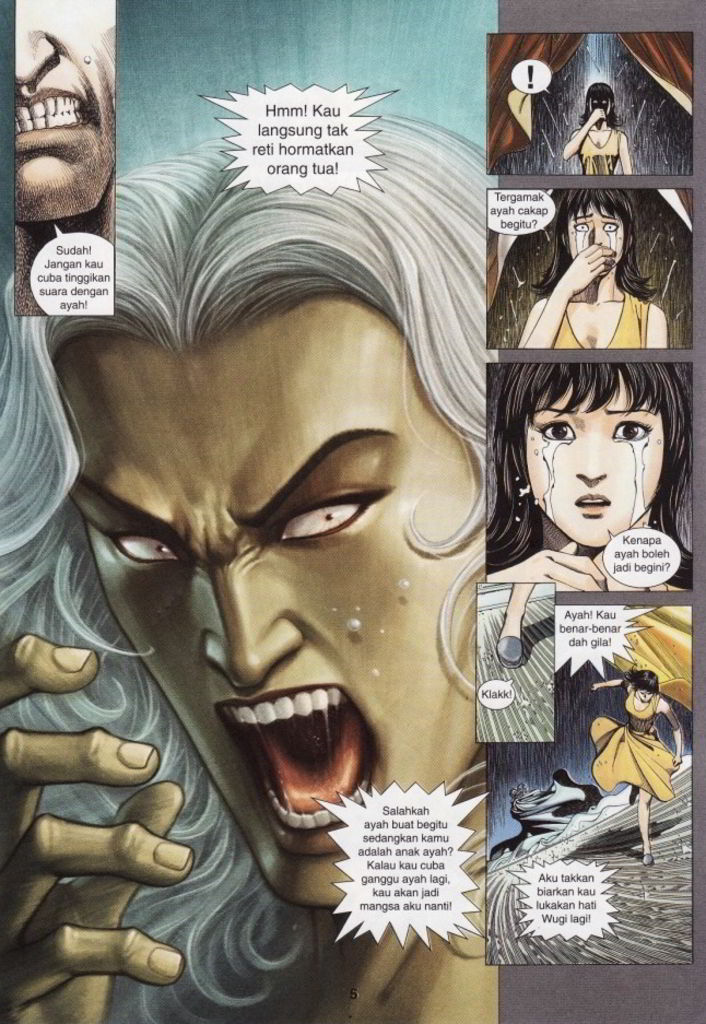 Sudah!
Jangan kau
cuba tinggikan
suara dengan
ayah!
Hmm! Kau
langsung tak
reti hormatkan
orang tua!
Salahkah
ayah buat begitu
sedangkan kamu
adalah anak ayah?
Kalau kau cuba
ganggu ayah lagi,
kau akan jadi
mangsa aku nanti!
!
Tergamak
ayah cakap
begitu?
Kenapa
ayah boleh
jadi begini?
Klakk!
Ayah! Kau
benar-benar
dah gila!
Aku takkan
biarkan kau
lukakan hati
Wugi lagi!
5